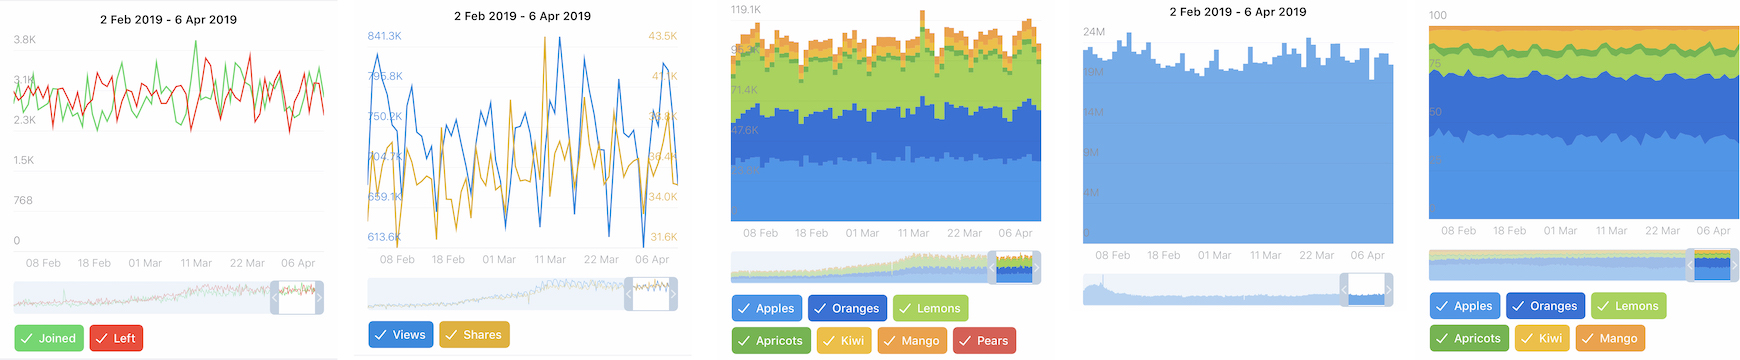 2 Feb 2019 - 6 Apr 2019
3.8K
3.1K
2.3K
1.5K
768
0
08 Feb 18 Feb 01 Mar 11 Mar 22 Mar 06 Apr
Joined Left
2 Feb 2019 - 6 Apr 2019
841.3K 43.5K
795.8K
750.2K
704.7K 36.4K
659.1K 34.0K
613.6K 31.6K
08 Feb 18 Feb 01 Mar 11 Mar 22 Mar 06 Apr
Views Shares
119.1K
71.4K
47.6K
08 Feb 18 Feb 01 Mar 11 Mar 22 Mar 06 Apr
Apples Oranges Lemons
Apricots Kiwi Mango Pears
2 Feb 2019 - 6 Apr 2019
24M
19M
14M
9M
4M
0
08 Feb 18 Feb 01 Mar 11 Mar 22 Mar 06 Apr
100
75
50
08 Feb 18 Feb 01 Mar 11 Mar 22 Mar 06 Apr
Apples Oranges Lemons
Apricots Kiwi Mango